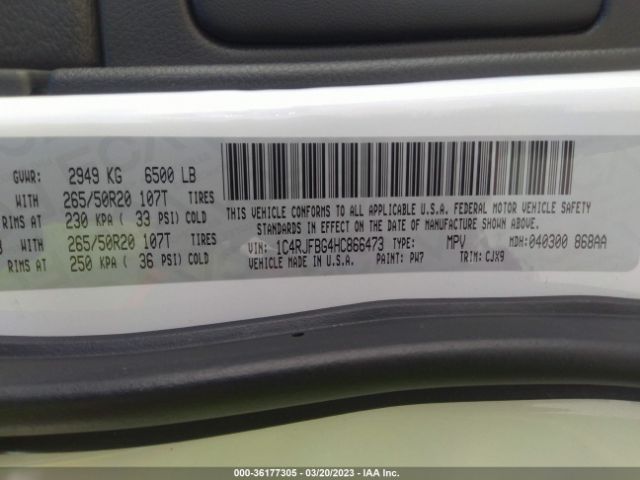 GVWR: 2949 KG 6500 LB
WITH 265/50R20 107T TIRES
RIMS AT 230 KPA ( 33 PSI) COLD
WITH 265/50R20 107T TIRES
RIMS AT 250 KPA ( 36 PSI) COLD
THIS VEHICLE CONFORMS TO ALL APPLICABLE U.S.A. FEDERAL MOTOR VEHICLE SAFETY
STANDARDS IN EFFECT ON THE DATE OF MANUFACTURE SHOWN ABOVE.
VIN: 1C4RJFBG4HC866473 TYPE: MPV MDH:040300 868AA
VEHICLE MADE IN U.S.A. PAINT: PW7 TRIM: CJX9
000-36177305 - 03/20/2023 - IAA Inc.